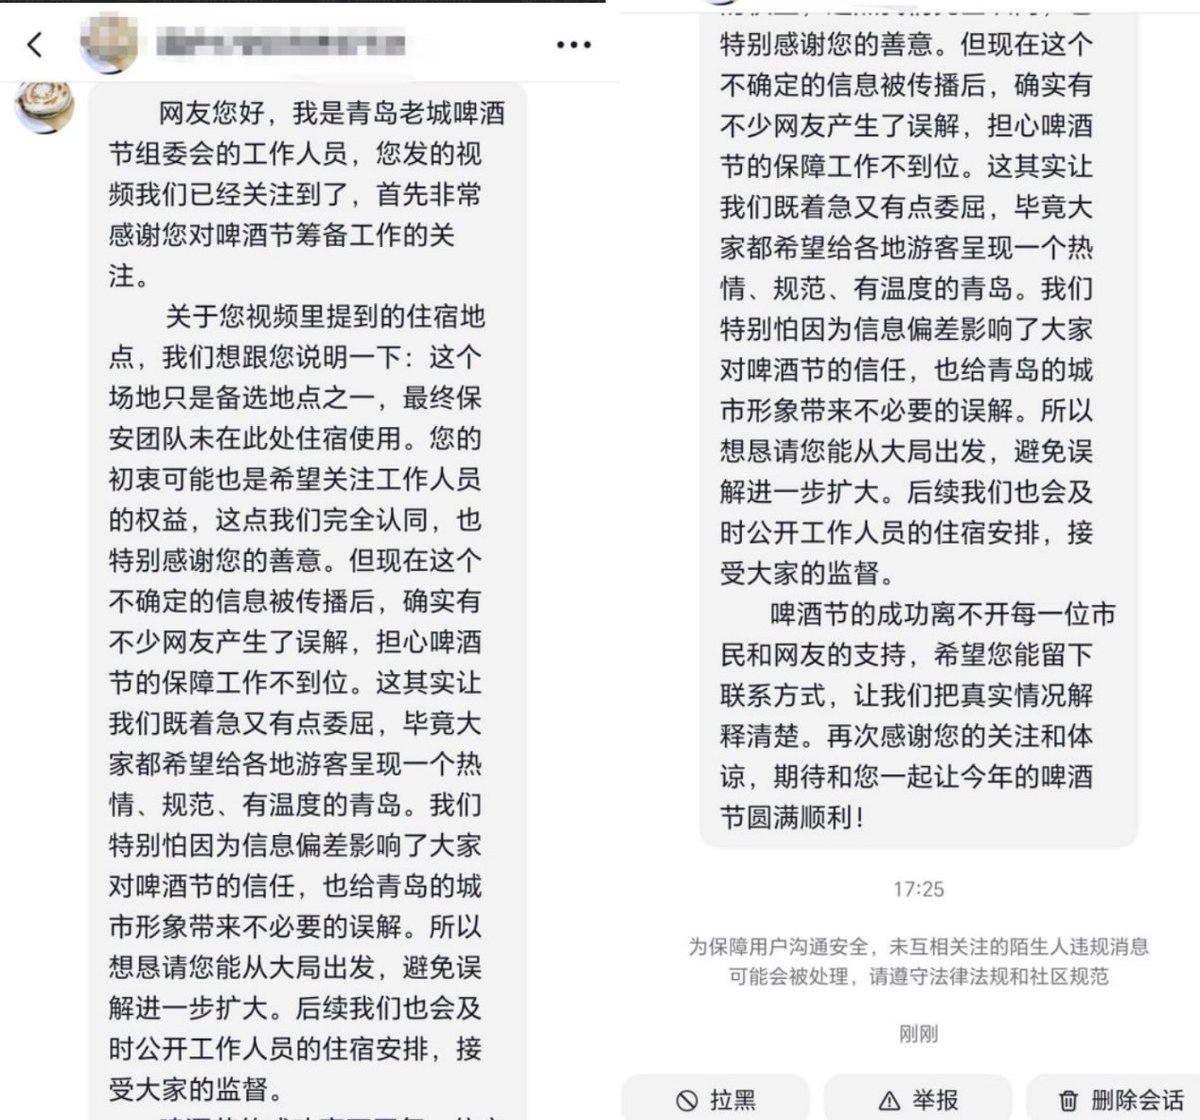 网友您好，我是青岛老城啤酒
节组委会的工作人员，您发的视
频我们已经关注到了，首先非常
感谢您对啤酒节筹备工作的关
注。
关于您视频里提到的住宿地
点，我们想跟您说明一下：这个
场地只是备选地点之一，最终保
安团队未在此处住宿使用。您的
初衷可能也是希望关注工作人员
的权益，这点我们完全认同，也
特别感谢您的善意。但现在这个
不确定的信息被传播后，确实有
不少网友产生了误解，担心啤酒
节的保障工作不到位。这其实让
我们既着急又有点委屈，毕竟大
家都希望给各地游客呈现一个热
情、规范、有温度的青岛。我们
特别怕因为信息偏差影响了大家
对啤酒节的信任，也给青岛的城
市形象带来不必要的误解。所以
想恳请您能从大局出发，避免误
解进一步扩大。后续我们也会及
时公开工作人员的住宿安排，接
受大家的监督。
特别感谢您的善意。但现在这个
不确定的信息被传播后，确实有
不少网友产生了误解，担心啤酒
节的保障工作不到位。这其实让
我们既着急又有点委屈，毕竟大
家都希望给各地游客呈现一个热
情、规范、有温度的青岛。我们
特别怕因为信息偏差影响了大家
对啤酒节的信任，也给青岛的城
市形象带来不必要的误解。所以
想恳请您能从大局出发，避免误
解进一步扩大。后续我们也会及
时公开工作人员的住宿安排，接
受大家的监督。
啤酒节的成功离不开每一位市
民和网友的支持，希望您能留下
联系方式，让我们把真实情况解
释清楚。再次感谢您的关注和体
谅，期待和您一起让今年的啤酒
节圆满顺利！
17:25
为保障用户沟通安全，未互相关注的陌生人违规消息
可能会被处理，请遵守法律法规和社区规范
刚刚
拉黑
举报
删除会话